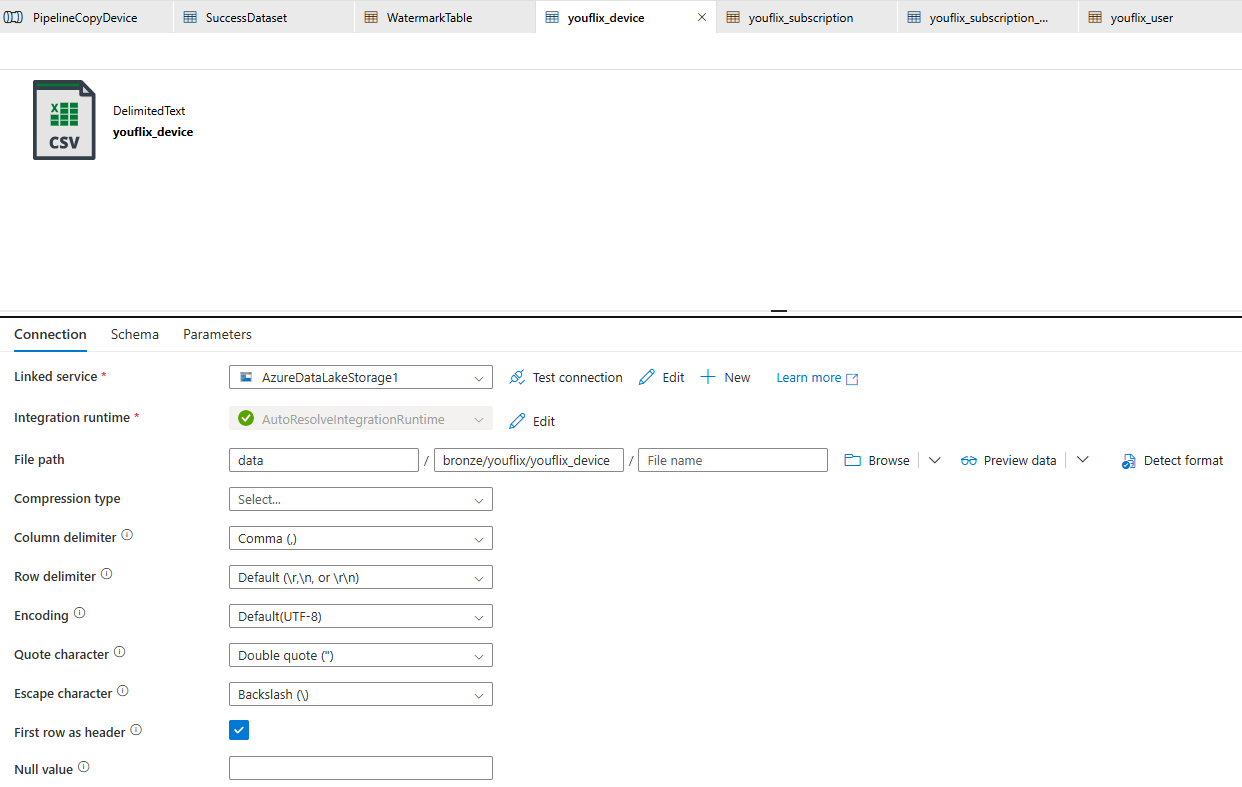 PipelineCopyDevice SuccessDataset WatermarkTable youflix_device youflix_subscription youflix_subscription_... youflix_user
CSV
DelimitedText
youflix_device
Connection Schema Parameters
Linked service * AzureDataLakeStorage1 Test connection Edit New Learn more
Integration runtime * AutoResolveIntegrationRuntime Edit
File path data / bronze/youflix/youflix_device / File name Browse Preview data Detect format
Compression type Select...
Column delimiter Comma (,)
Row delimiter Default (\r,\n, or \r\n)
Encoding Default(UTF-8)
Quote character Double quote (")
Escape character Backslash (\)
First row as header
Null value